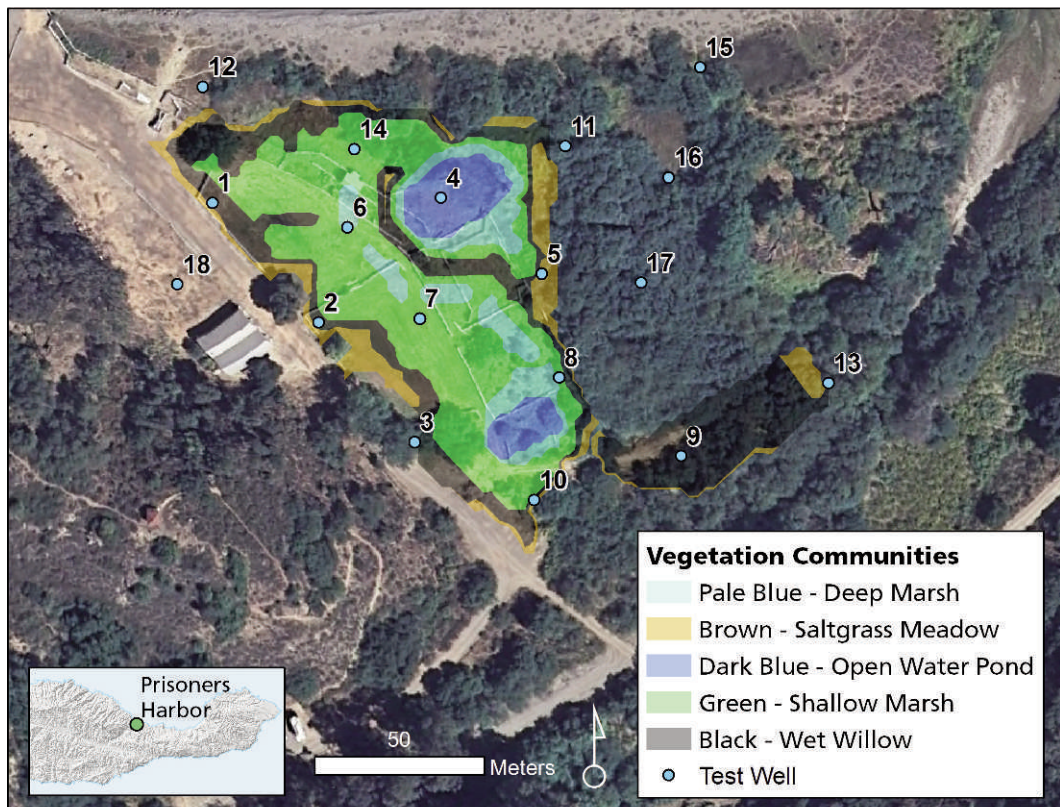 15
12
14
11
16
1
4
6
5
18
17
2
7
8
13
3
9
10
Vegetation Communities
Pale Blue - Deep Marsh
Brown - Saltgrass Meadow
Dark Blue - Open Water Pond
Green - Shallow Marsh
Black - Wet Willow
Test Well
Prisoners
Harbor
50
Meters